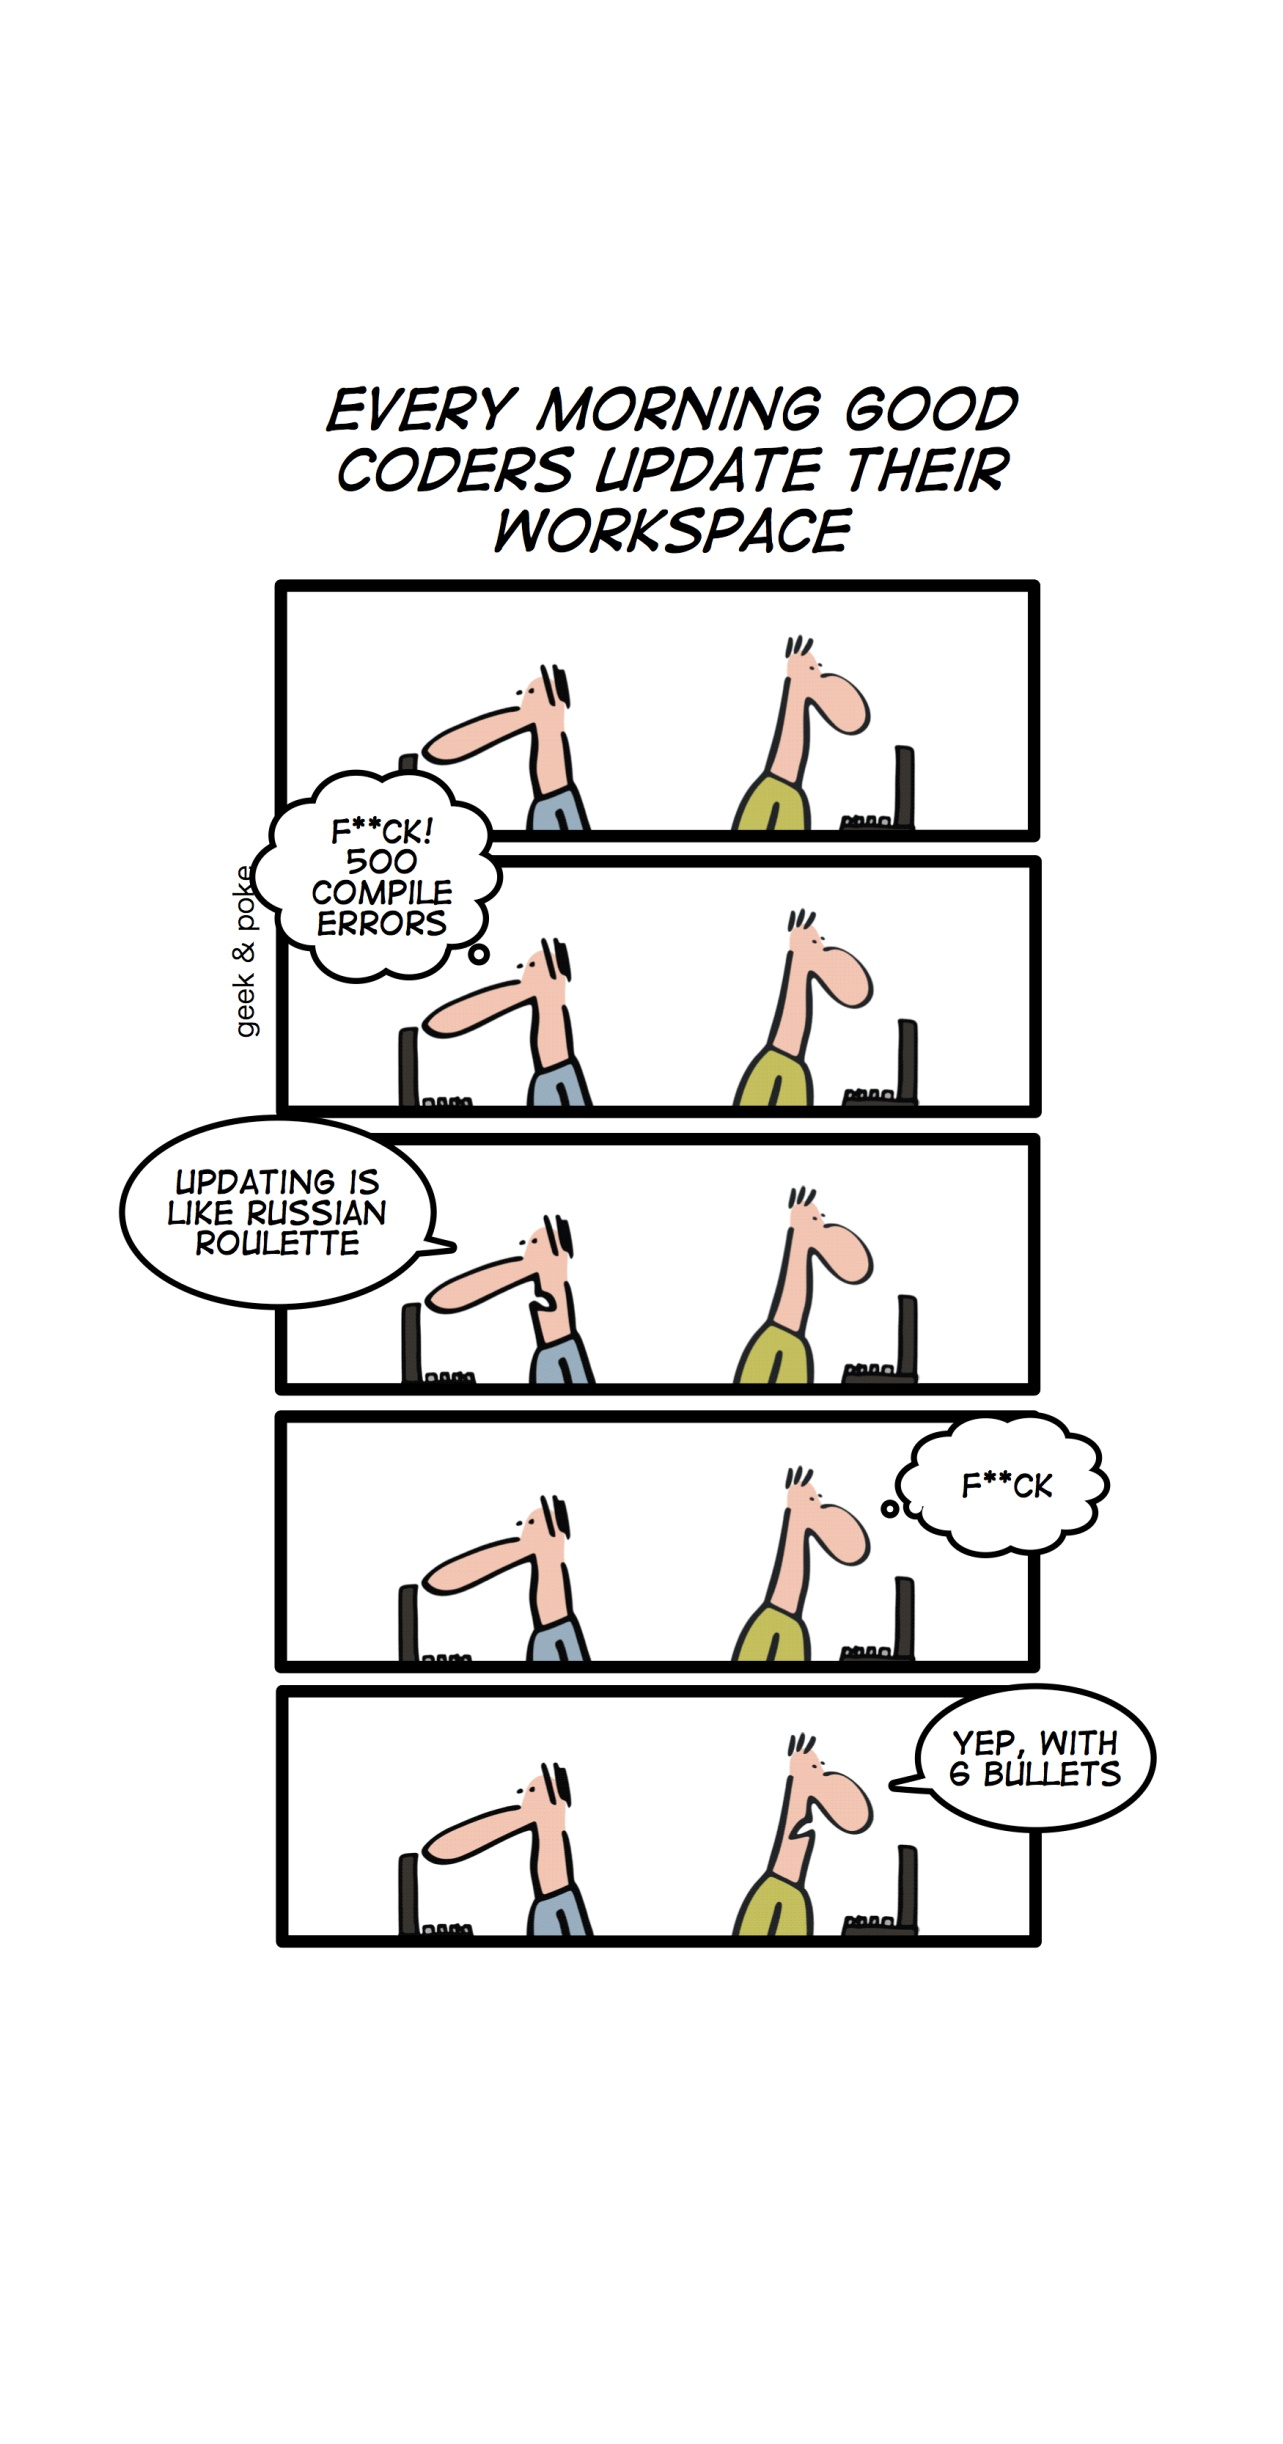 EVERY MORNING GOOD
CODERS UPDATE THEIR
WORKSPACE
F**CK!
500
COMPILE
ERRORS
geek & poke
UPDATING IS
LIKE RUSSIAN
ROULETTE
F**CK
YEP, WITH
6 BULLETS